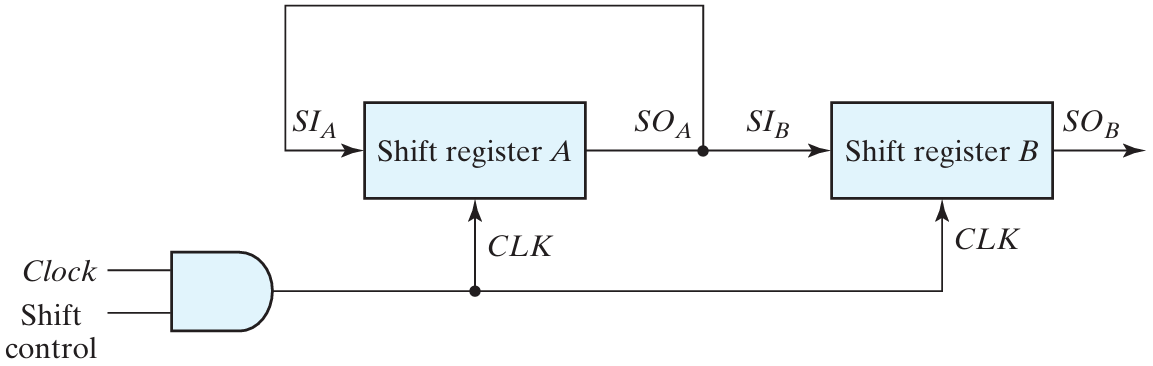 SI_A
Shift register A
SO_A
SI_B
Shift register B
SO_B
CLK
CLK
Clock
Shift
control